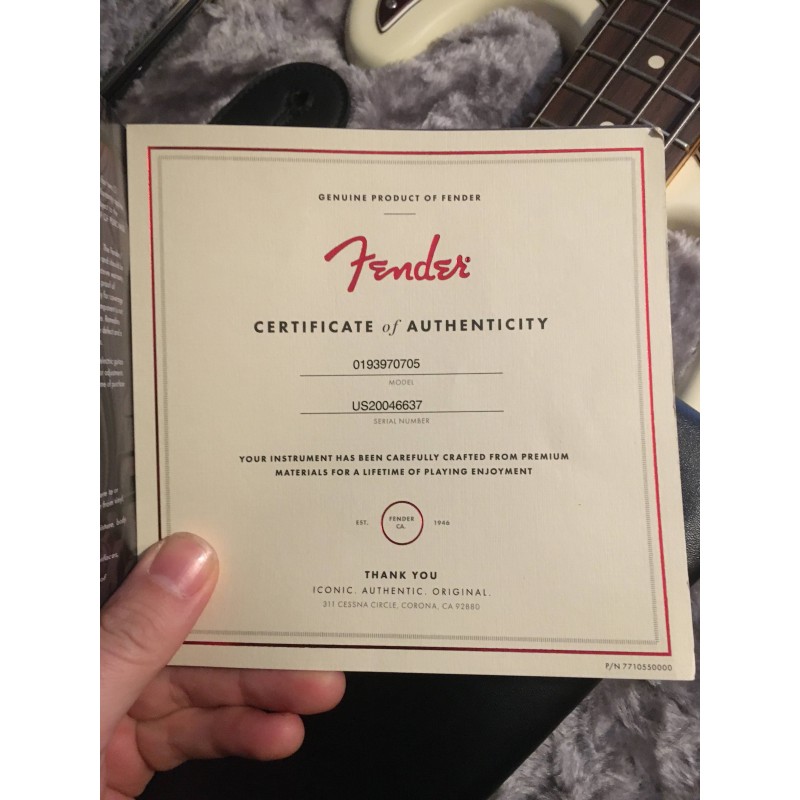 GENUINE PRODUCT OF FENDER
Fender
CERTIFICATE of AUTHENTICITY
0193970705
MODEL
US20046637
SERIAL NUMBER
YOUR INSTRUMENT HAS BEEN CAREFULLY CRAFTED FROM PREMIUM
MATERIALS FOR A LIFETIME OF PLAYING ENJOYMENT
EST.
FENDER
CA.
1946
THANK YOU
ICONIC. AUTHENTIC. ORIGINAL.
311 CESSNA CIRCLE, CORONA, CA 92880
P/N 7710550000